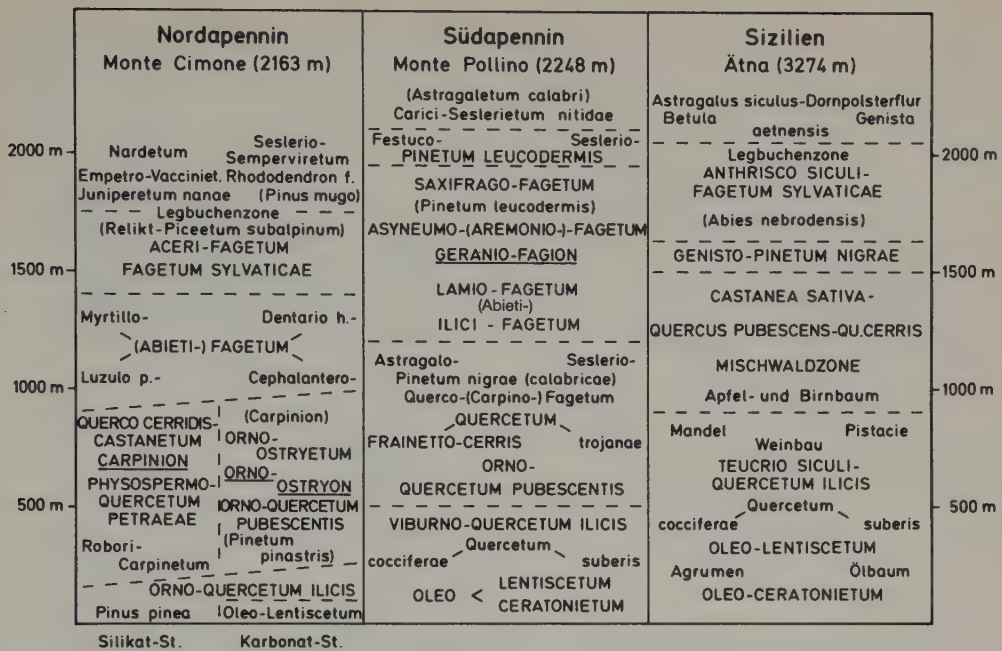 Nordapennin
Monte Cimone (2163 m)
Nardetum
Seslerio-
Semperviretum
Empetro-Vacciniet. Rhododendron f.
Juniperetum nanae (Pinus mugo)
Legbuchenzone
(Relikt-Piceetum subalpinum)
ACERI-FAGETUM
FAGETUM SYLVATICAE
Myrtillo- Dentario h.-
(ABIETI-) FAGETUM
Luzulo p.- Cephalantero-
QUERCO CERRIDIS-
CASTANETUM
CARPINION
PHYSOSPERMO-
QUERCETUM
PETRAEAE
Robori-
Carpinetum
(Carpinion)
ORNO-
OSTRYETUM
ORNO-
OSTRYON
ORNO-QUERCETUM
PUBESCENTIS
(Pinetum
pinastris)
ORNO-QUERCETUM ILICIS
Pinus pinea Oleo-Lentiscetum
Silikat-St. Karbonat-St.
2000 m
1500 m
1000 m
500 m
Südapennin
Monte Pollino (2248 m)
(Astragaletum calabri)
Carici-Seslerietum nitidae
Festuco- Seslerio-
PINETUM LEUCODERMIS
SAXIFRAGO-FAGETUM
(Pinetum leucodermis)
ASYNEUMO-(AREMONIO-)-FAGETUM
GERANIO-FAGION
LAMIO-FAGETUM
(Abieti-)
ILICI - FAGETUM
Astragalo- Seslerio-
Pinetum nigrae (calabricae)
Querco-(Carpino-) Fagetum
QUERCETUM
FRAINETTO-CERRIS trojanae
ORNO-
QUERCETUM PUBESCENTIS
VIBURNO-QUERCETUM ILICIS
Quercetum
cocciferae suberis
OLEO < LENTISCETUM
CERATONIETUM
Sizilien
Ätna (3274 m)
Astragalus siculus-Dornpolsterflur
Betula Genista
aetnensis
Legbuchenzone
ANTHRISCO SICULI-
FAGETUM SYLVATICAE
(Abies nebrodensis)
GENISTO-PINETUM NIGRAE
CASTANEA SATIVA-
QUERCUS PUBESCENS-QU.CERRIS
MISCHWALDZONE
Apfel- und Birnbaum
Mandel Pistacie
Weinbau
TEUCRIO SICULI-
QUERCETUM ILICIS
Quercetum
cocciferae suberis
OLEO-LENTISCETUM
Agrumen Ölbaum
OLEO-CERATONIETUM
2000 m
1500 m
1000 m
500 m